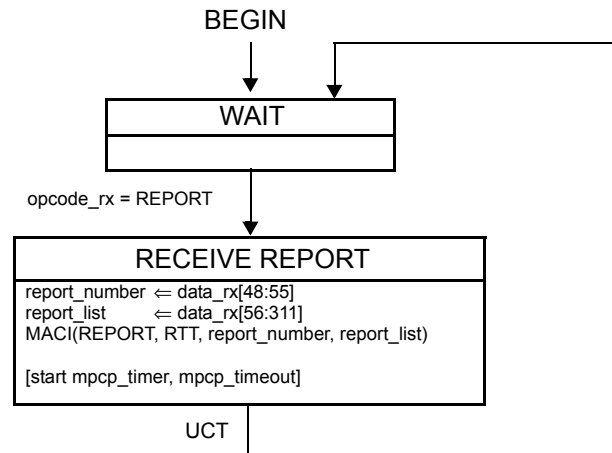 BEGIN
WAIT
opcode_rx = REPORT
RECEIVE REPORT
report_number ⇐ data_rx[48:55]
report_list ⇐ data_rx[56:311]
MACI(REPORT, RTT, report_number, report_list)
[start mpcp_timer, mpcp_timeout]
UCT